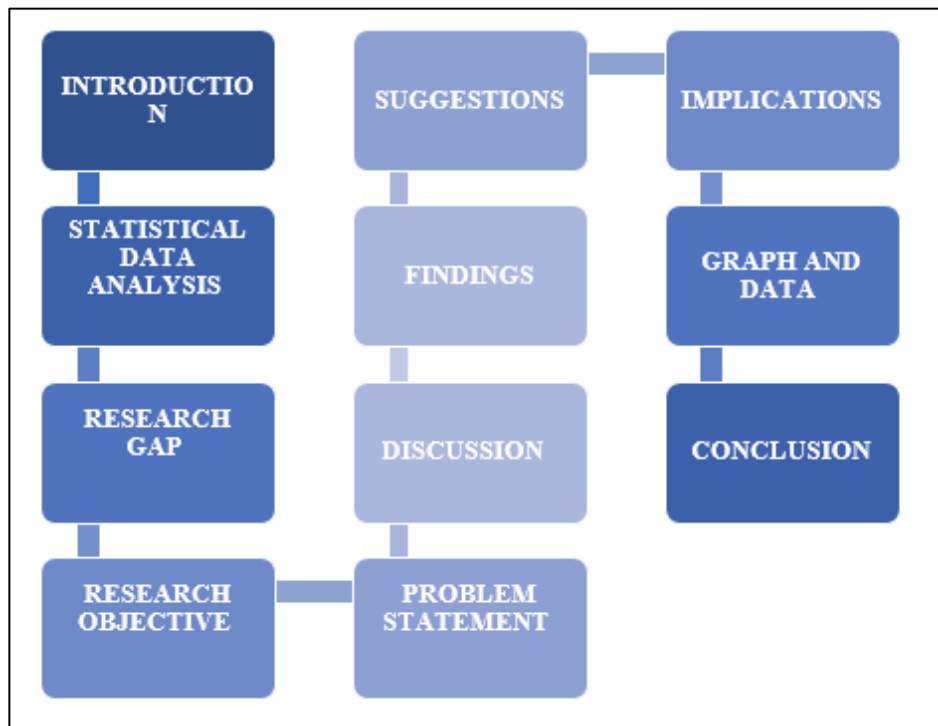 INTRODUCTIO
N
STATISTICAL
DATA
ANALYSIS
RESEARCH
GAP
RESEARCH
OBJECTIVE
PROBLEM
STATEMENT
DISCUSSION
FINDINGS
SUGGESTIONS
IMPLICATIONS
GRAPH AND
DATA
CONCLUSION